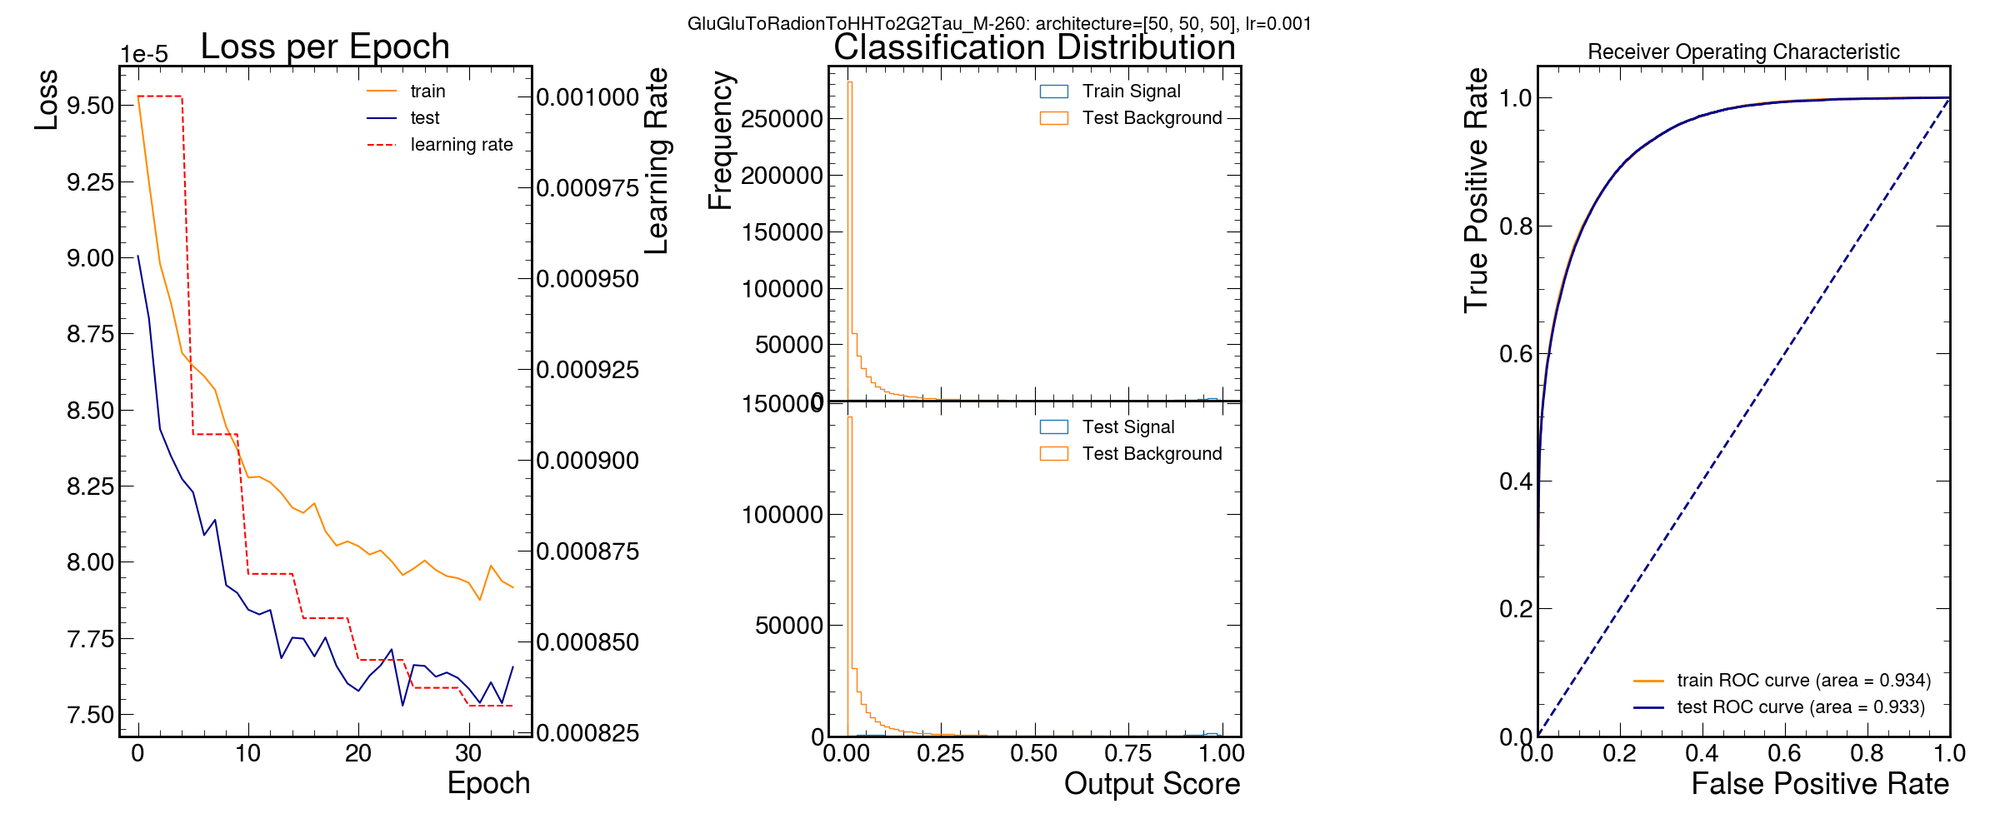 GluGluToRadionToHHTo2G2Tau_M-260: architecture=[50, 50, 50], lr=0.001
Loss per Epoch
1e-5
Loss
9.50
9.25
9.00
8.75
8.50
8.25
8.00
7.75
7.50
0
10
20
30
Epoch
train
test
learning rate
Learning Rate
0.001000
0.000975
0.000950
0.000925
0.000900
0.000875
0.000850
0.000825
Classification Distribution
Frequency
250000
200000
150000
100000
50000
0
Train Signal
Test Background
150000
100000
50000
0
Test Signal
Test Background
0.00
0.25
0.50
0.75
1.00
Output Score
Receiver Operating Characteristic
True Positive Rate
1.0
0.8
0.6
0.4
0.2
0.0
0.0
0.2
0.4
0.6
0.8
1.0
False Positive Rate
train ROC curve (area = 0.934)
test ROC curve (area = 0.933)